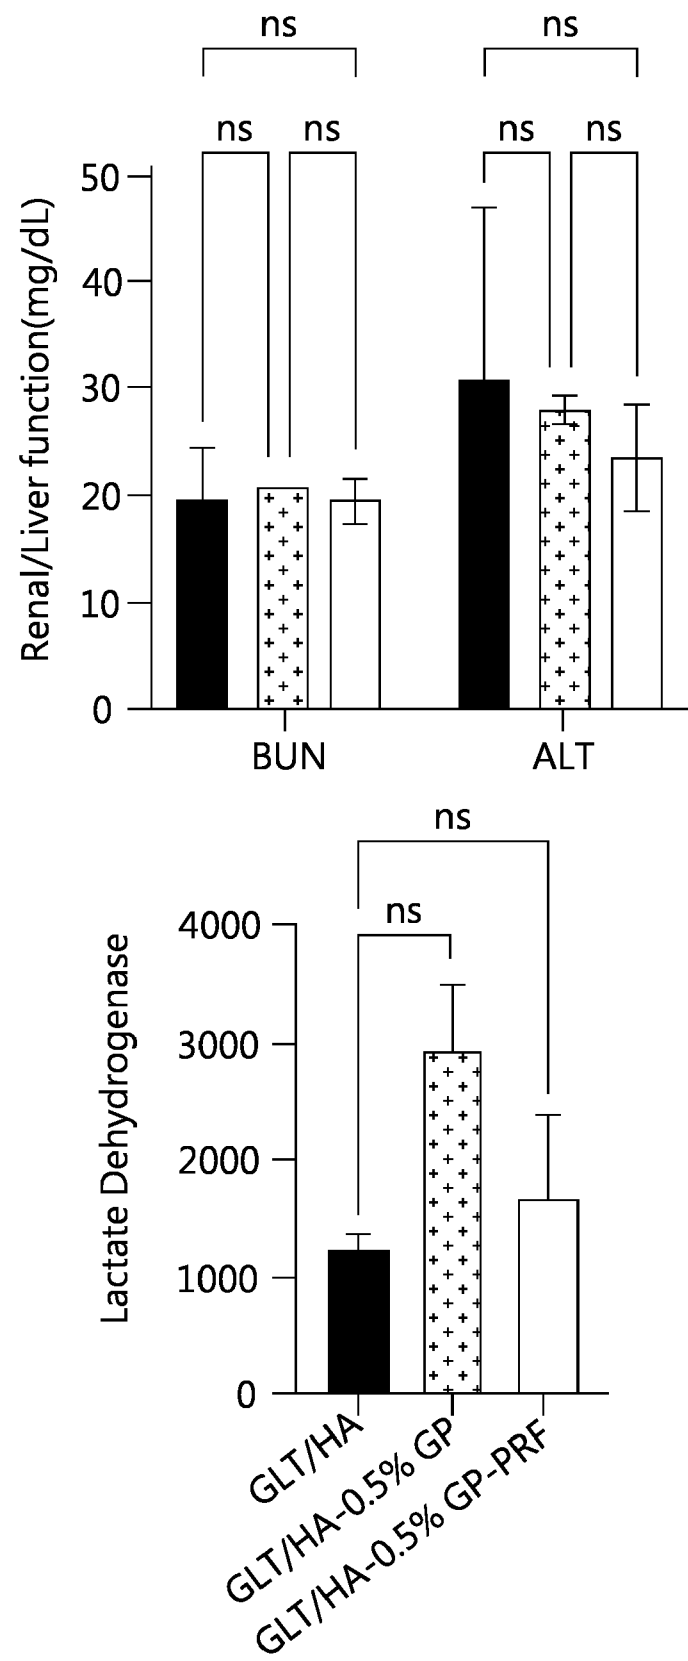 ns
ns
ns
ns
ns
ns
ns
Renal/Liver function(mg/dL)
50
40
30
20
10
0
BUN
ALT
ns
ns
Lactate Dehydrogenase
4000
3000
2000
1000
0
GLT/HA
GLT/HA-0.5% GP
GLT/HA-0.5% GP-PRF